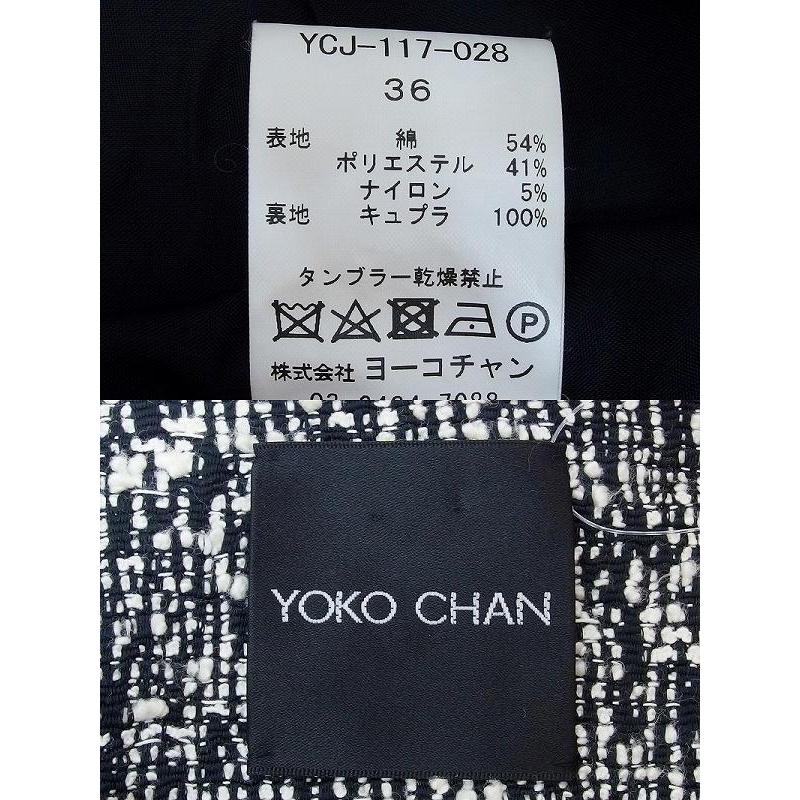 YCJ-117-028
36
表地 綿 54%
ポリエステル 41%
ナイロン 5%
裏地 キュプラ 100%
タンブラー乾燥禁止
P
株式会社 ヨーコチャン
YOKO CHAN